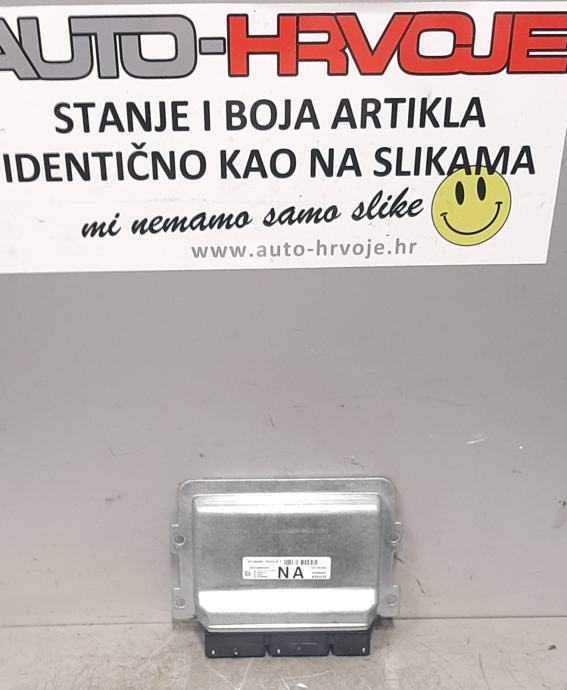 AUTO-HRVOJE
STANJE I BOJA ARTIKLA
IDENTIČNO KAO NA SLIKAMA
mi nemamo samo slike
www.auto-hrvoje.hr
NA